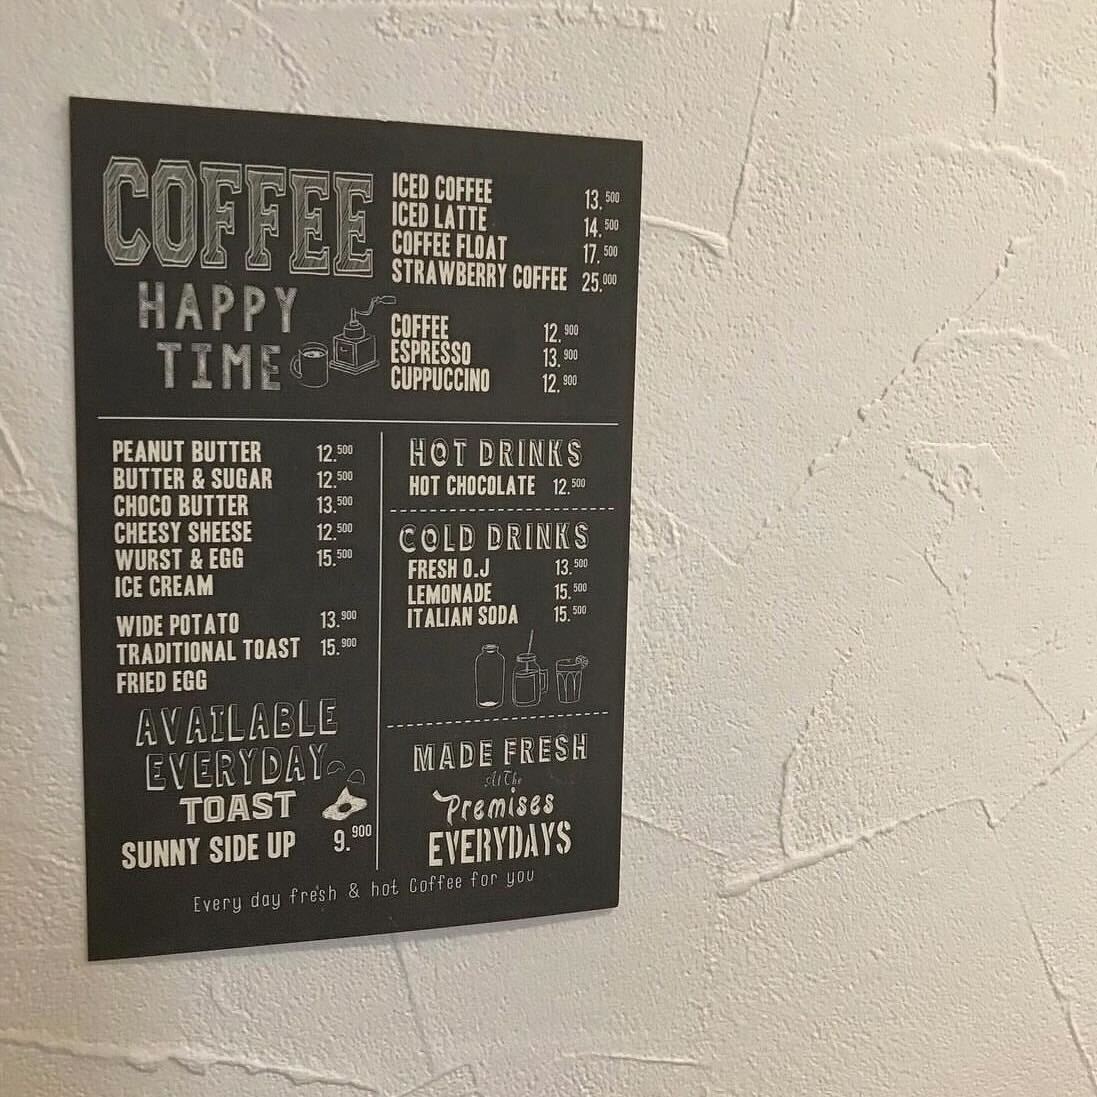 COFFEE
HAPPY
TIME
ICED COFFEE 13.500
ICED LATTE 14.500
COFFEE FLOAT 17.500
STRAWBERRY COFFEE 25.000
COFFEE 12.900
ESPRESSO 13.900
CUPPUCCINO 12.900
PEANUT BUTTER 12.500
BUTTER & SUGAR 12.500
CHOCO BUTTER 13.500
CHEESY SHEESE 12.500
WURST & EGG 15.500
ICE CREAM
WIDE POTATO 13.900
TRADITIONAL TOAST 15.900
FRIED EGG
AVAILABLE
EVERYDAY
TOAST
SUNNY SIDE UP 9.900
HOT DRINKS
HOT CHOCOLATE 12.500
COLD DRINKS
FRESH O.J 13.500
LEMONADE 15.500
ITALIAN SODA 15.500
MADE FRESH
At The
Premises
EVERYDAYS
Every day fresh & hot Coffee for you